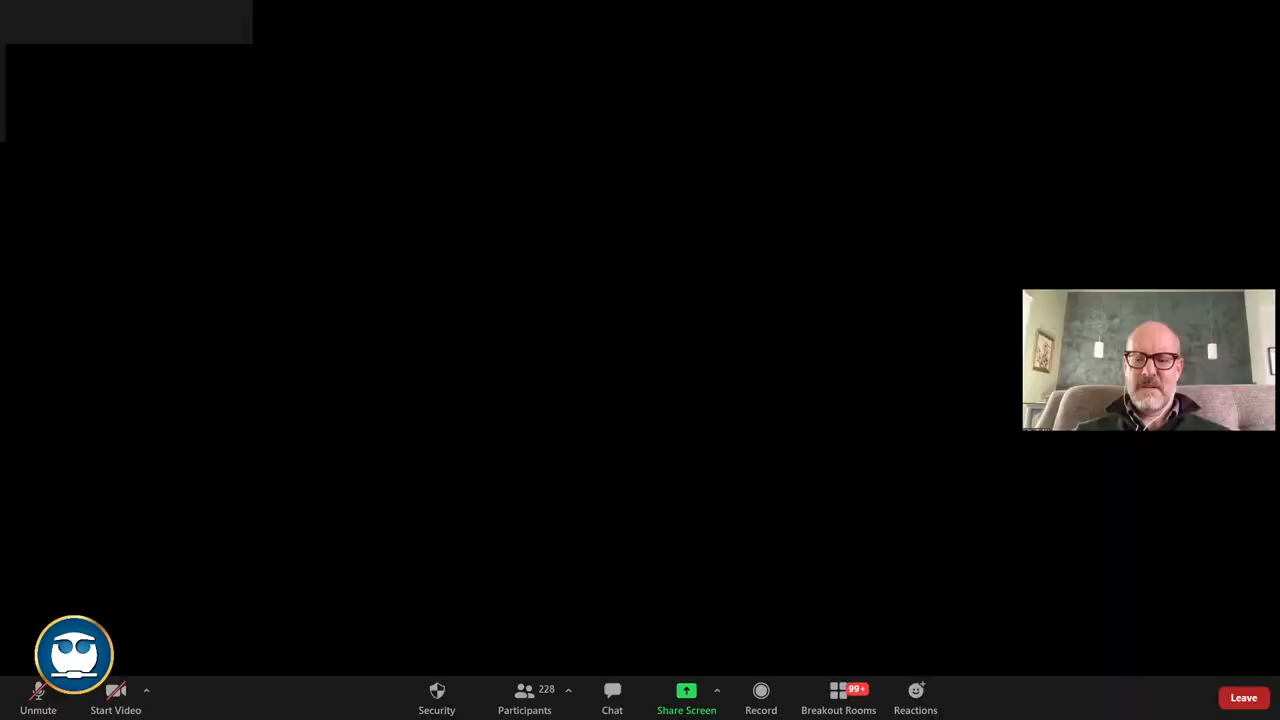 228
99+
Unmute
Start Video
Security
Participants
Chat
Share Screen
Record
Breakout Rooms
Reactions
Leave